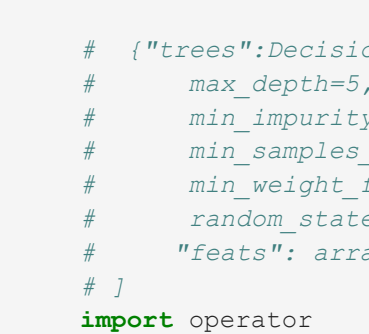 #  {"trees":Decisio
#      max_depth=5,
#      min_impurity
#      min_samples_
#      min_weight_f
#      random_state
#     "feats": arra
# ]
import operator